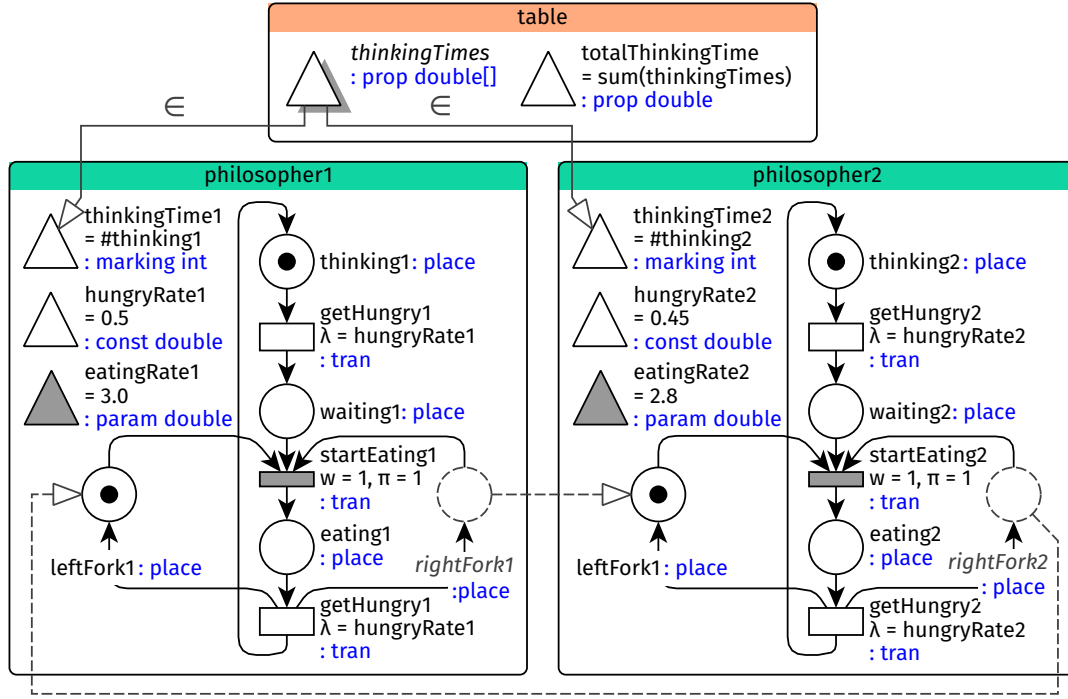 table
thinkingTimes
: prop double[]
totalThinkingTime
= sum(thinkingTimes)
: prop double
∈
∈
philosopher1
thinkingTime1
= #thinking1
: marking int
hungryRate1
= 0.5
: const double
eatingRate1
= 3.0
: param double
thinking1: place
getHungry1
λ = hungryRate1
: tran
waiting1: place
startEating1
w = 1, π = 1
: tran
eating1
: place
leftFork1: place
rightFork1
:place
getHungry1
λ = hungryRate1
: tran
philosopher2
thinkingTime2
= #thinking2
: marking int
hungryRate2
= 0.45
: const double
eatingRate2
= 2.8
: param double
thinking2: place
getHungry2
λ = hungryRate2
: tran
waiting2: place
startEating2
w = 1, π = 1
: tran
eating2
: place
leftFork1: place
rightFork2
: place
getHungry2
λ = hungryRate2
: tran